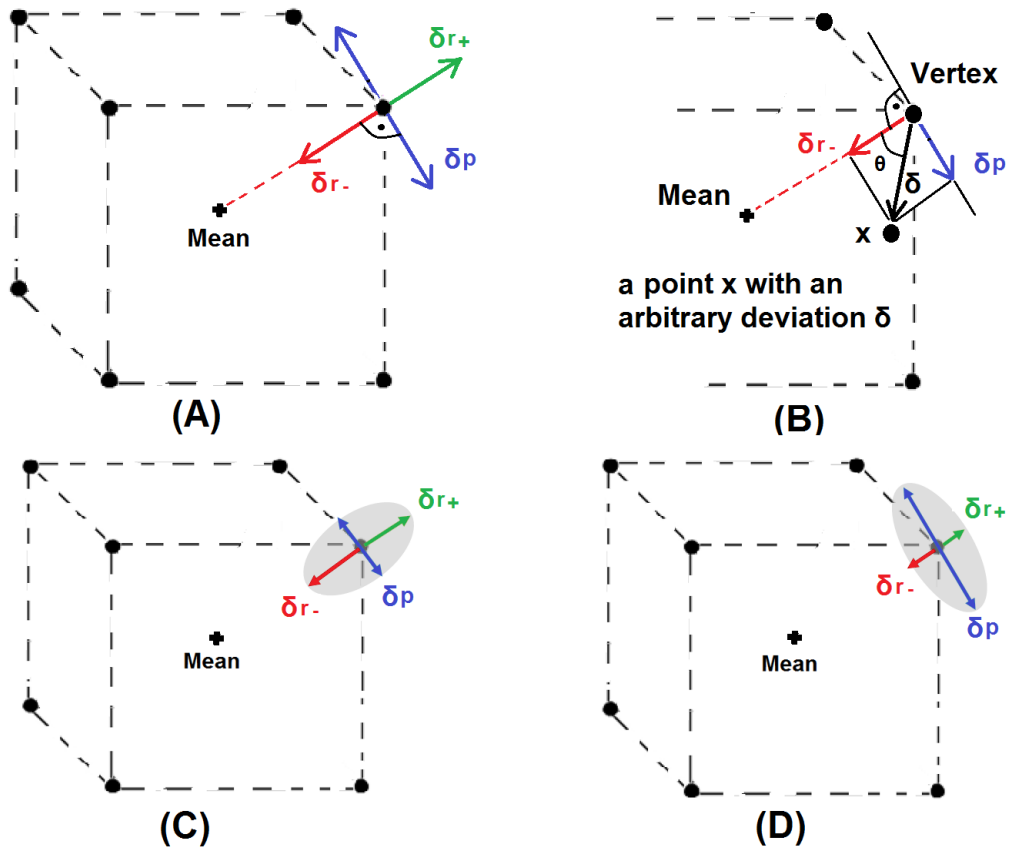 δr+
δr-
δp
Mean
(A)
Vertex
δr-
θ
δ
δp
Mean
x
a point x with an
arbitrary deviation δ
(B)
δr+
δr-
δp
Mean
(C)
δr+
δr-
δp
Mean
(D)